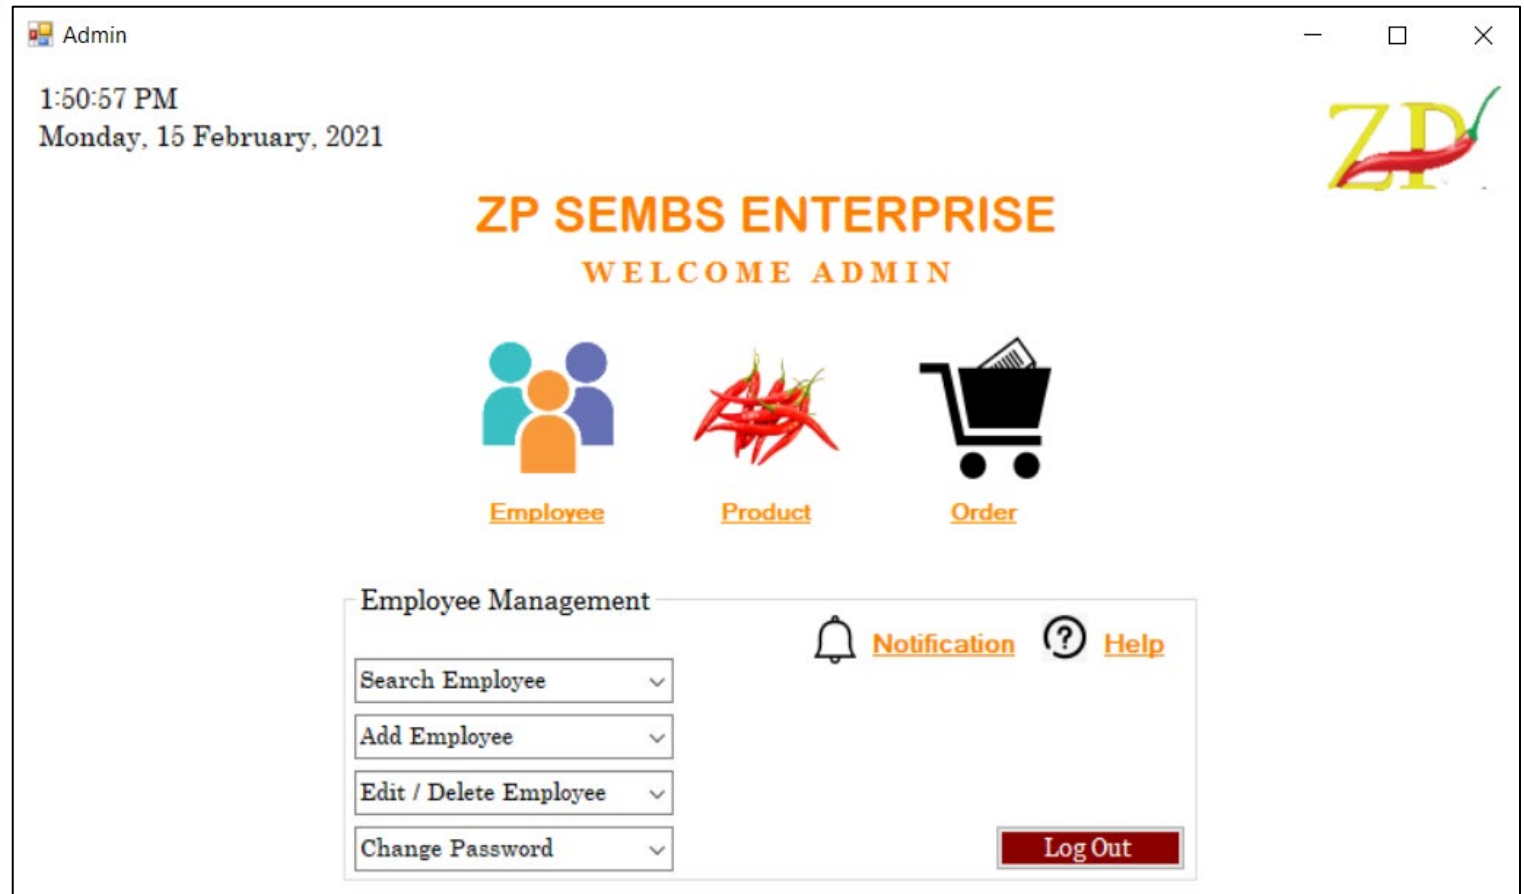 Admin
1:50:57 PM
Monday, 15 February, 2021
ZP
ZP SEMBS ENTERPRISE
WELCOME ADMIN
Employee
Product
Order
Employee Management
Notification
Help
Search Employee
Add Employee
Edit / Delete Employee
Change Password
Log Out